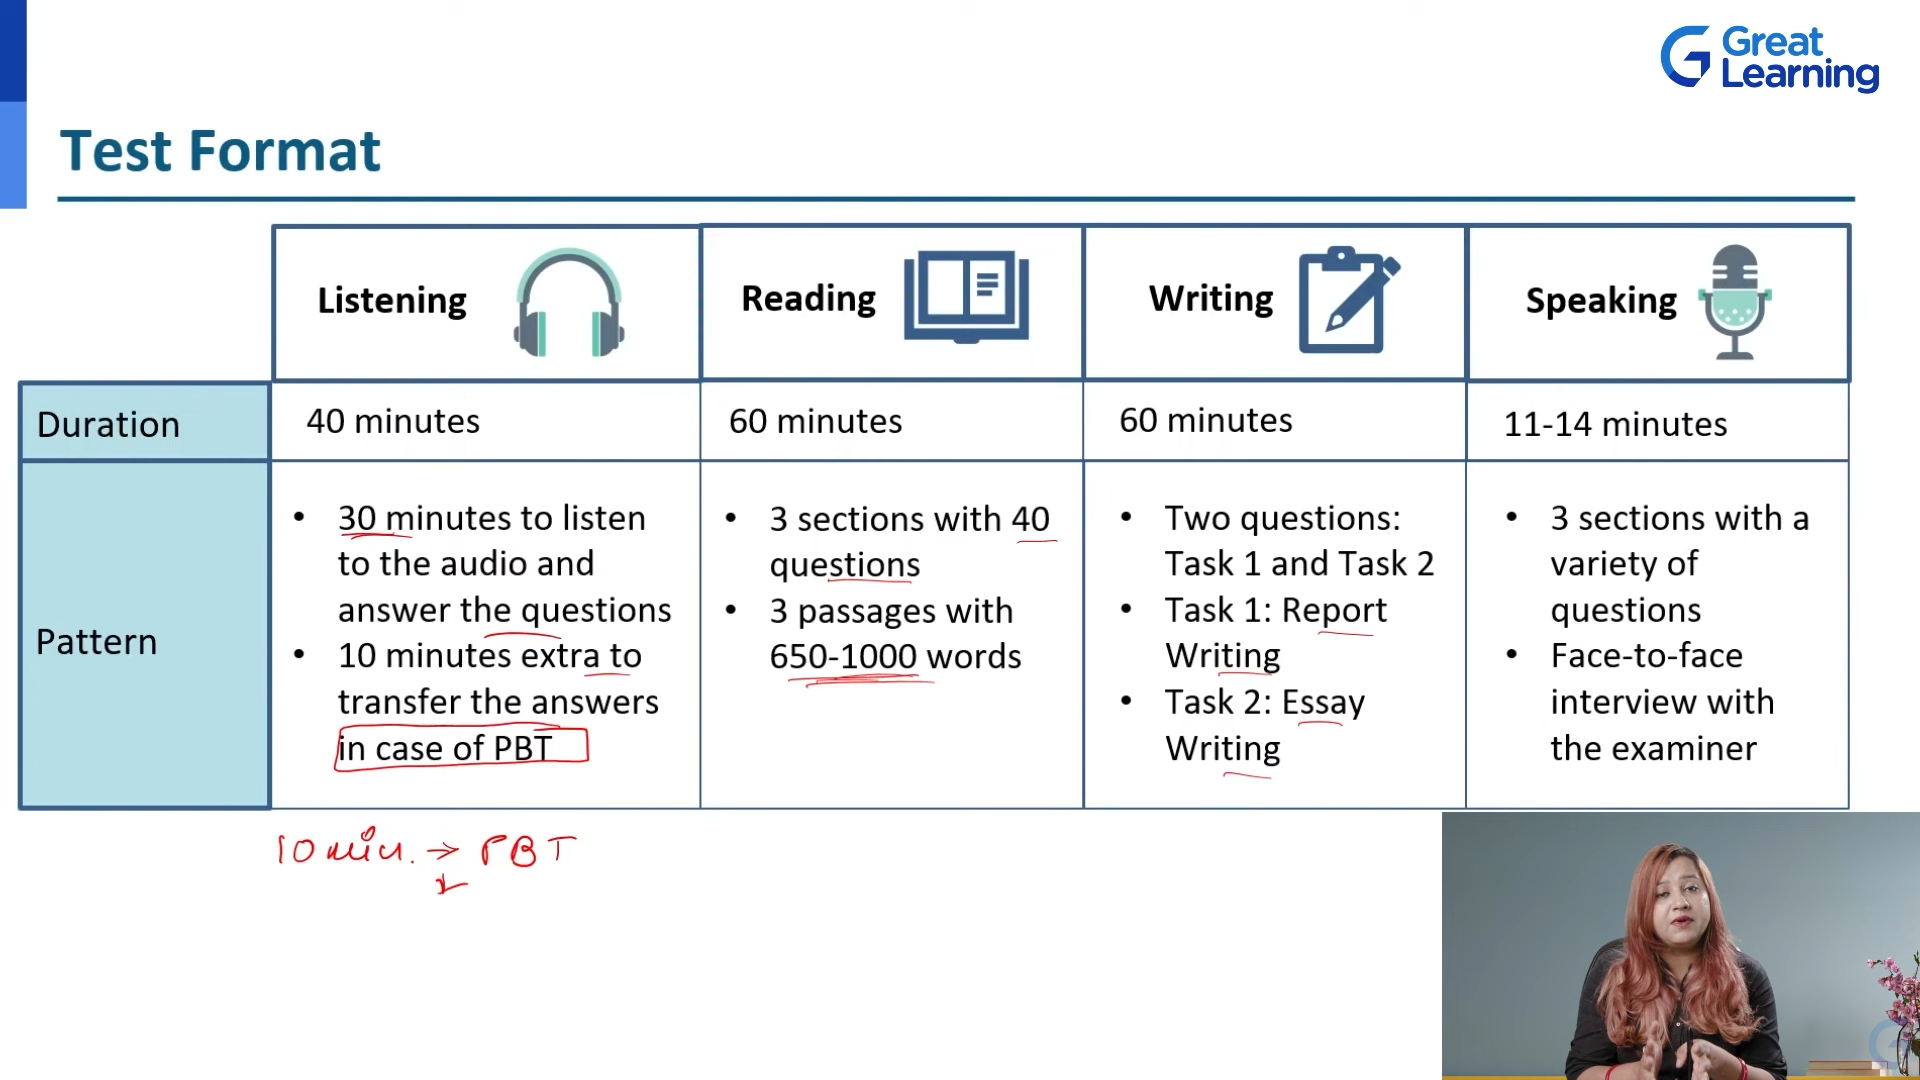 Great
Learning
Test Format
Listening
Reading
Writing
Speaking
Duration
40 minutes
60 minutes
60 minutes
11-14 minutes
Pattern
• 30 minutes to listen
to the audio and
answer the questions
• 10 minutes extra to
transfer the answers
in case of PBT
• 3 sections with 40
questions
• 3 passages with
650-1000 words
• Two questions:
Task 1 and Task 2
• Task 1: Report
Writing
• Task 2: Essay
Writing
• 3 sections with a
variety of
questions
• Face-to-face
interview with
the examiner
10 min. → PBT